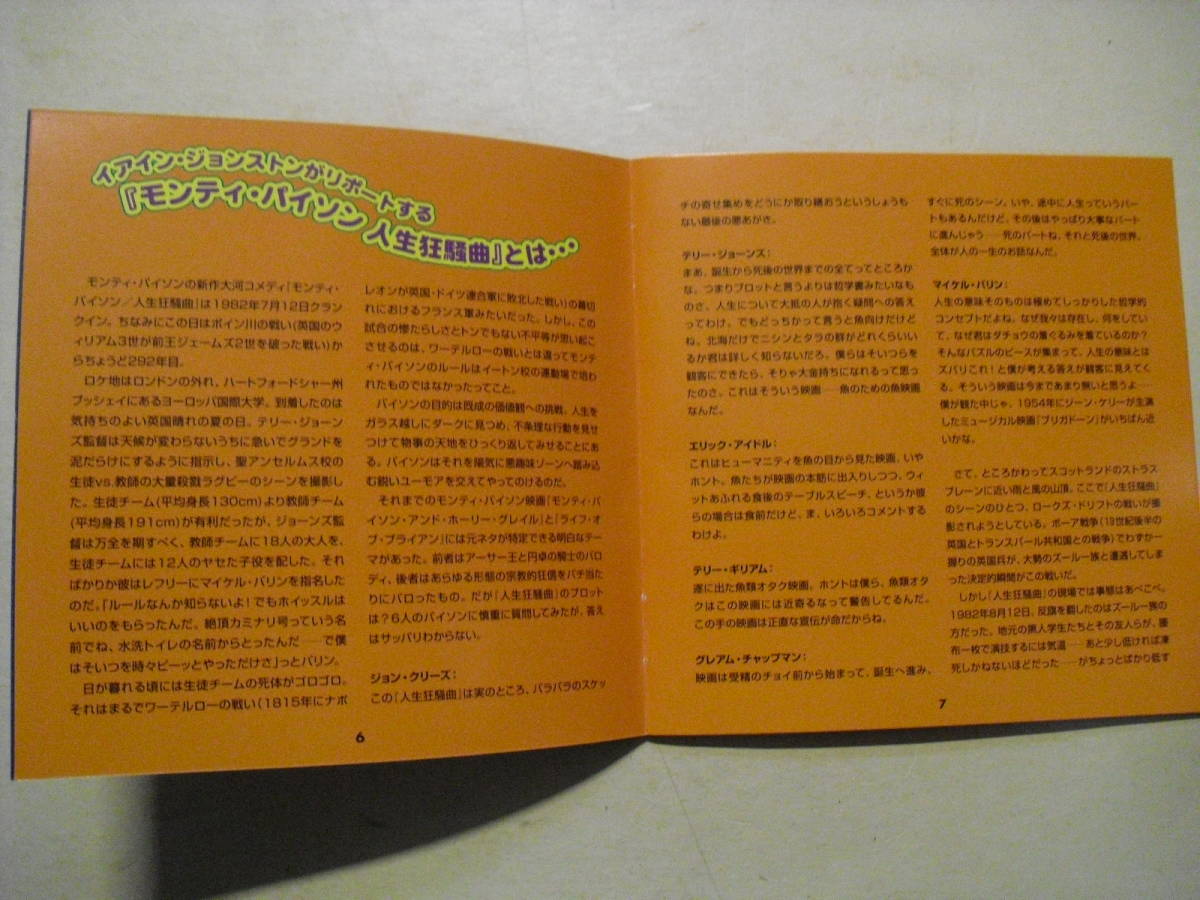 イアイン・ジョンストンがリポートする
『モンティ・パイソン 人生狂騒曲』とは・・・
モンティ・パイソンの新作大河コメディ『モンティ・
パイソン／人生狂騒曲』は1982年7月12日クラン
クイン。ちなみにこの日はボイン川の戦い(英国のウ
ィリアム3世が前王ジェームズ2世を破った戦い)か
らちょうど292年目。
ロケ地はロンドンの外れ、ハートフォードシャー州
ブッシェイにあるヨーロッパ国際大学。到着したのは
気持ちのよい英国晴れの夏の日。テリー・ジョーン
ズ監督は天候が変わらないうちに急いでグランドを
泥だらけにするように指示し、聖アンセルムス校の
生徒vs.教師の大量殺戮ラグビーのシーンを撮影し
た。生徒チーム(平均身長130cm)より教師チーム
(平均身長191cm)が有利だったが、ジョーンズ監
督は万全を期すべく、教師チームに18人の大人を、
生徒チームには12人のヤセた子役を配した。それ
ばかりか彼はレフリーにマイケル・パリンを指名した
のだ。「ルールなんか知らないよ！でもホイッスルは
いいのをもらったんだ。絶頂カミナリ号っていう名
前でね、水洗トイレの名前からとったんだ──で僕
はそいつを時々ピーッとやっただけさ」っとパリン。
日が暮れる頃には生徒チームの死体がゴロゴロ。
それはまるでワーテルローの戦い(1815年にナポ
レオンが英国・ドイツ連合軍に敗北した戦い)の幕切
れにおけるフランス軍みたいだった。しかし、この
試合の惨たらしさとトンでもない不平等が思い起こ
させるのは、ワーテルローの戦いとは違ってモンテ
ィ・パイソンのルールはイートン校の運動場で培わ
れたものではなかったってこと。
パイソンの目的は既成の価値観への挑戦。人生を
ガラス越しにダークに見つめ、不条理な行動を見せ
つけて物事の天地をひっくり返してみせることにあ
る。パイソンはそれを陽気に悪趣味ゾーンへ踏み込
む鋭いユーモアを交えてやってのけるのだ。
それまでのモンティ・パイソン映画『モンティ・パ
イソン・アンド・ホーリー・グレイル』と『ライフ・オ
ブ・ブライアン』には元ネタが特定できる明白なテー
マがあった。前者はアーサー王と円卓の騎士のパロ
ディ、後者はあらゆる形態の宗教的狂信をバチ当た
りにパロったもの。だが『人生狂騒曲』のプロット
は？6人のパイソンに慎重に質問してみたが、答え
はサッパリわからない。
ジョン・クリーズ：
この『人生狂騒曲』は実のところ、バラバラのスケッ
6
チの寄せ集めをどうにか取り繕おうというしょうも
ない最後の悪あがき。
テリー・ジョーンズ：
まあ、誕生から死後の世界までの全てってところか
な。つまりプロットと言うよりは哲学書みたいなも
のさ。人生について大抵の人が抱く疑問への答え
ってわけ。でもどっちかって言うと魚向けだけど
ね。北海だけでニシンとタラの群がどれくらいい
るか君は詳しく知らないだろ。僕らはそいつらを
観客にできたら、そりゃ大金持ちになれるって思っ
たのさ。これはそういう映画──魚のための魚映画
なんだ。
エリック・アイドル：
これはヒューマニティを魚の目から見た映画。いや
ホント。魚たちが映画の本筋に出入りしつつ、ウィ
ットあふれる食後のテーブルスピーチ、というか彼
らの場合は食前だけど、ま、いろいろコメントする
わけよ。
テリー・ギリアム：
遂に出た魚類オタク映画。ホントは僕ら、魚類オタ
クはこの映画には近寄るなって警告してるんだ。
この手の映画は正直な宣伝が命だからね。
グレアム・チャップマン：
映画は受精のチョイ前から始まって、誕生へ進み、
7
すぐに死のシーン。いや、途中に人生っていうパー
トもあるんだけど、その後はやっぱり大事なパート
に進んじゃう──死のパートね、それと死後の世界。
全体が人の一生のお話なんだ。
マイケル・パリン：
人生の意味そのものは極めてしっかりした哲学的
コンセプトだよね。なぜ我々は存在し、何をしてい
て、なぜ君はダチョウの着ぐるみを着ているのか？
そんなパズルのピースが集まって、人生の意味とは
ズバリこれ！と僕が考える答えが観客に見えてく
る。そういう映画は今まであまり無いと思うよ──
僕が観た中じゃ、1954年にジーン・ケリーが主演
したミュージカル映画『ブリガドーン』がいちばん近
いかな。
さて、ところかわってスコットランドのストラス
ブレーンに近い雨と風の山頂。ここで『人生狂騒曲』
のシーンのひとつ、ロークズ・ドリフトの戦いが撮
影されようとしている。ボーア戦争(19世紀後半の
英国とトランスバール共和国との戦争)でわずか一
握りの英国兵が、大勢のズールー族と遭遇してしま
った決定的瞬間がこの戦いだ。
しかし『人生狂騒曲』の現場では事態はあべこべ。
1982年8月12日、反旗を翻したのはズールー族の
方だった。地元の黒人学生たちとその友人らが、腰
布一枚で演技するには気温──あと少し低ければ凍
死しかねないほどだった──がちょっとばかり低す